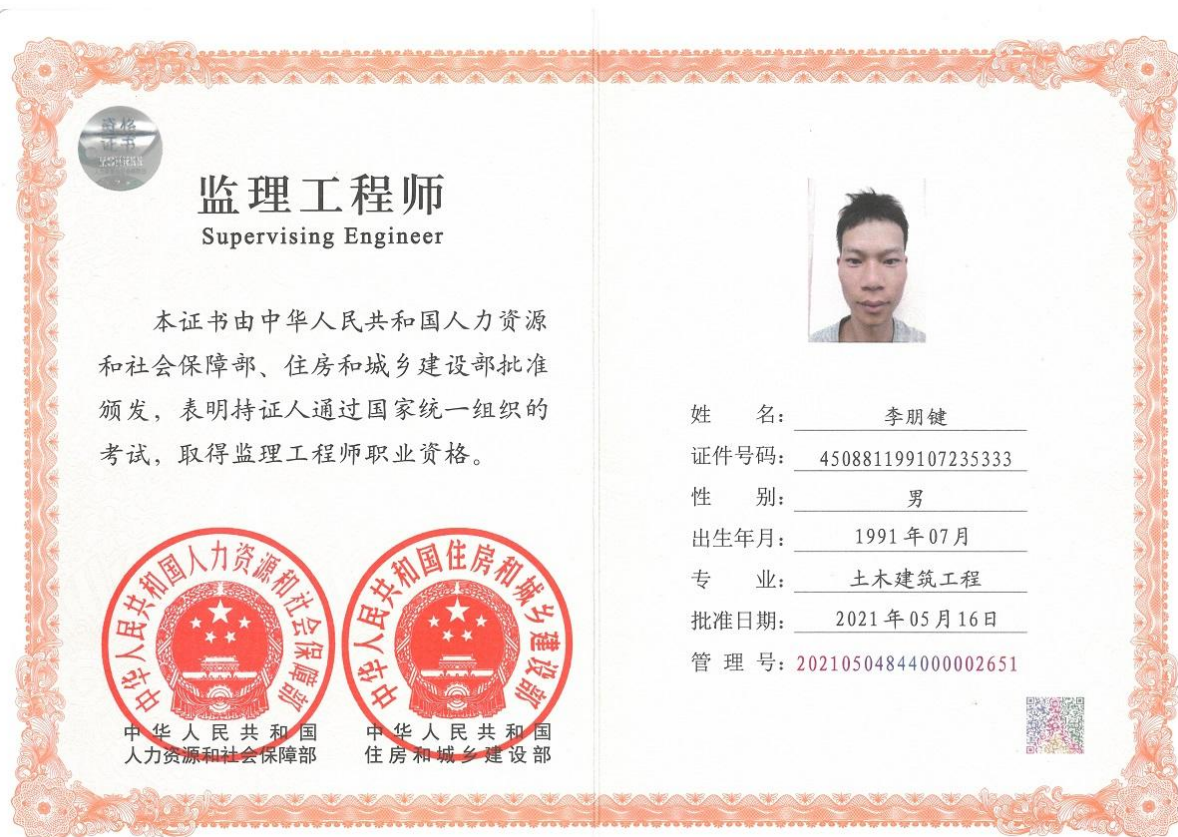 资格
证书
监理工程师
Supervising Engineer
本证书由中华人民共和国人力资源
和社会保障部、住房和城乡建设部批准
颁发，表明持证人通过国家统一组织的
考试，取得监理工程师职业资格。
中华人民共和国人力资源和社会保障部
中华人民共和国住房和城乡建设部
中华人民共和国
人力资源和社会保障部
中华人民共和国
住房和城乡建设部
姓 名： 李朋键
证件号码： 450881199107235333
性 别： 男
出生年月： 1991年07月
专 业： 土木建筑工程
批准日期： 2021年05月16日
管 理 号：20210504844000002651